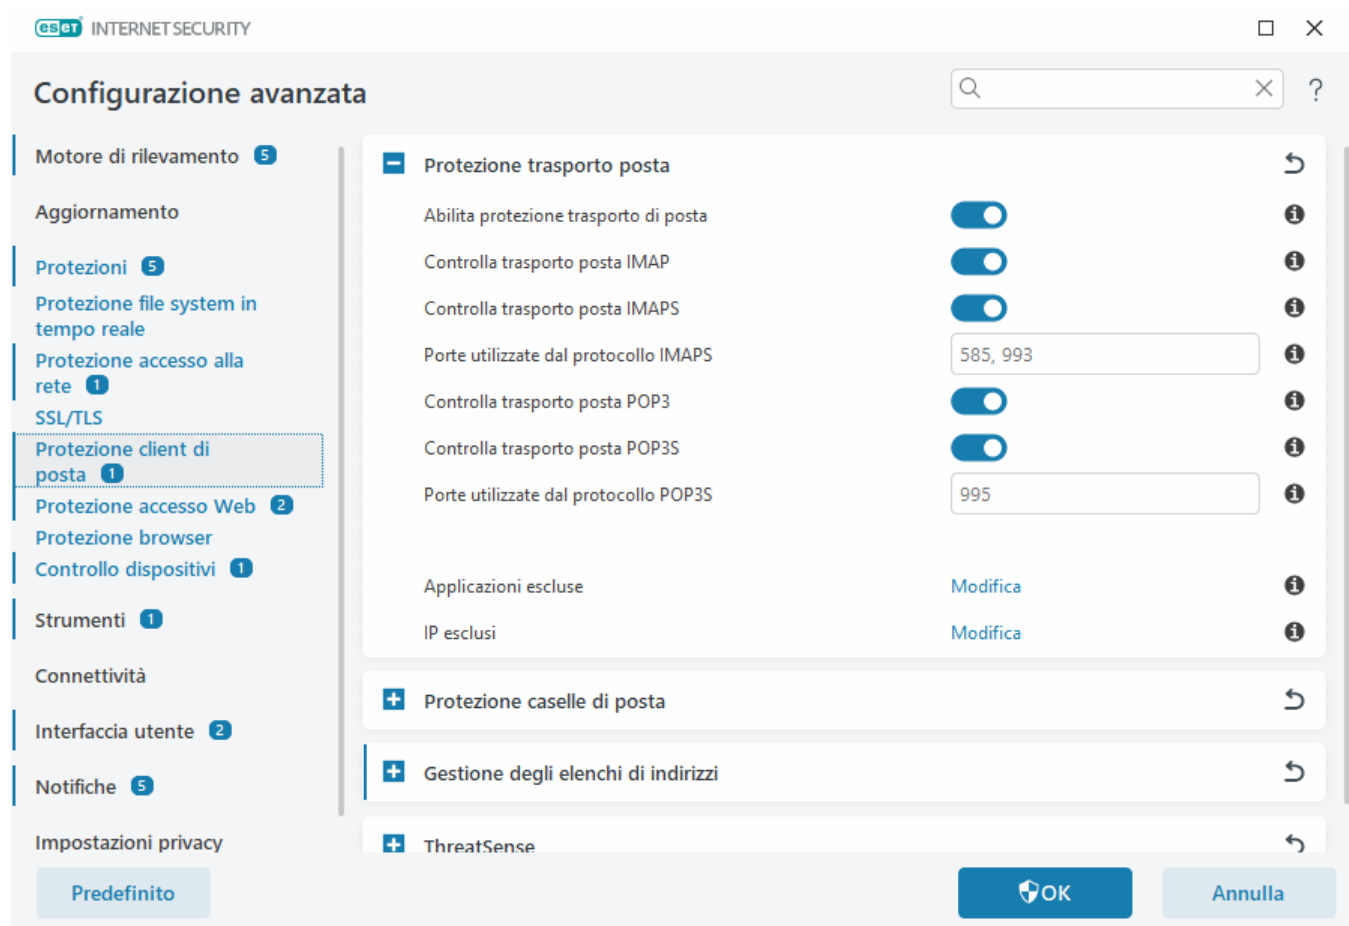 eset INTERNET SECURITY
Configurazione avanzata
?
Motore di rilevamento 5
Aggiornamento
Protezioni 5
Protezione file system in
tempo reale
Protezione accesso alla
rete 1
SSL/TLS
Protezione client di
posta 1
Protezione accesso Web 2
Protezione browser
Controllo dispositivi 1
Strumenti 1
Connettività
Interfaccia utente 2
Notifiche 5
Impostazioni privacy
Protezione trasporto posta
Abilita protezione trasporto di posta
Controlla trasporto posta IMAP
Controlla trasporto posta IMAPS
Porte utilizzate dal protocollo IMAPS 585, 993
Controlla trasporto posta POP3
Controlla trasporto posta POP3S
Porte utilizzate dal protocollo POP3S 995
Applicazioni escluse Modifica
IP esclusi Modifica
Protezione caselle di posta
Gestione degli elenchi di indirizzi
ThreatSense
Predefinito OK Annulla